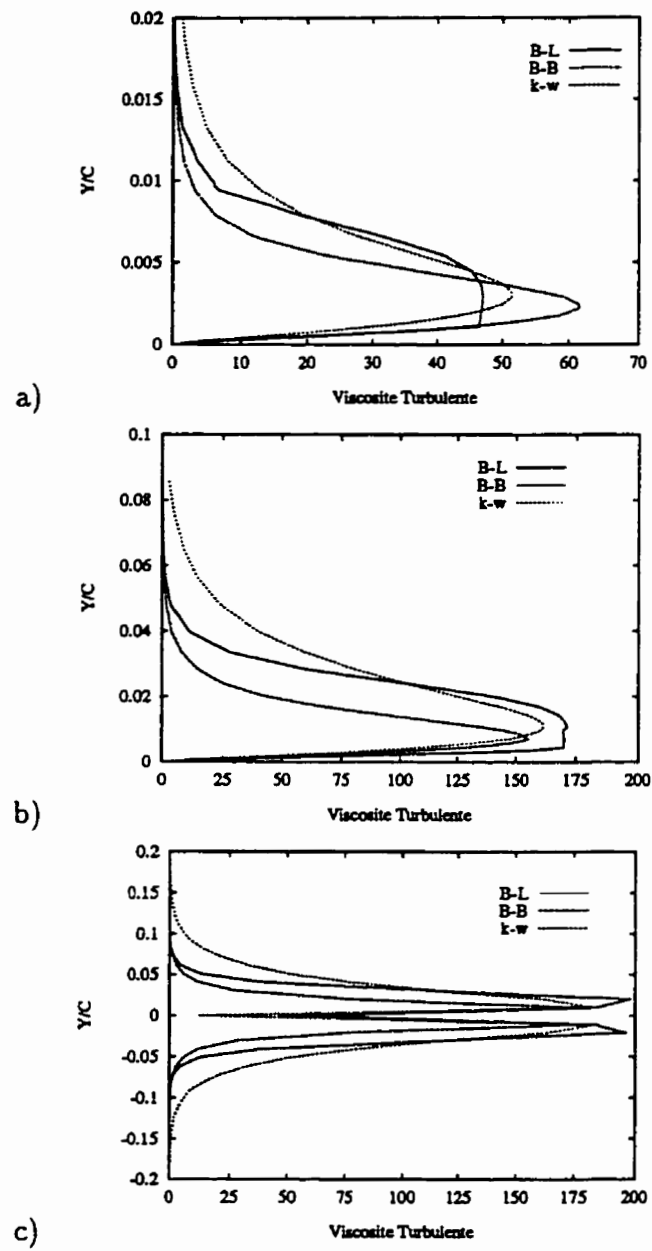 0.02
B-L
B-B
k-w
0.015
Y/C
0.01
0.005
0
0 10 20 30 40 50 60 70
Viscosite Turbulente
a)
0.1
B-L
B-B
k-w
0.08
0.06
Y/C
0.04
0.02
0
0 25 50 75 100 125 150 175 200
Viscosite Turbulente
b)
0.2
0.15
B-L
B-B
k-w
0.1
0.05
Y/C
0
-0.05
-0.1
-0.15
-0.2
0 25 50 75 100 125 150 175 200
Viscosite Turbulente
c)